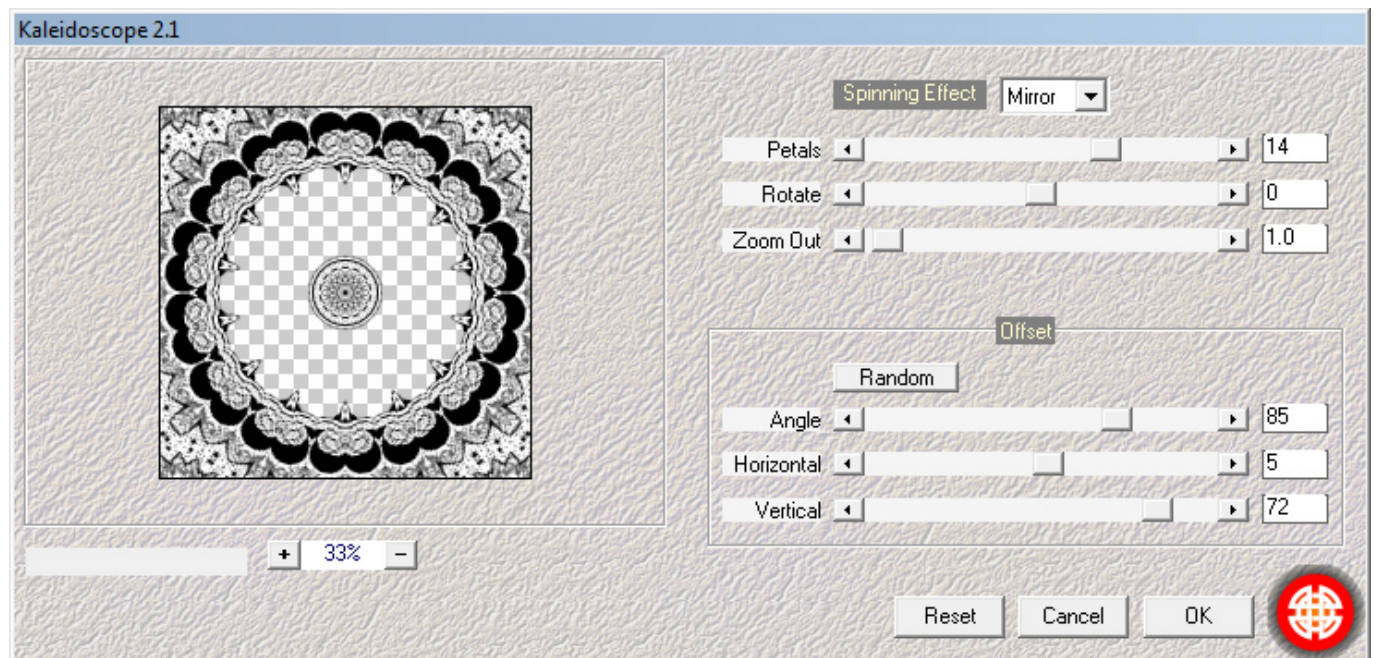 Kaleidoscope 2.1
Spinning Effect Mirror
Petals 14
Rotate 0
Zoom Out 1.0
Offset
Random
Angle 85
Horizontal 5
Vertical 72
+ 33% −
Reset Cancel OK